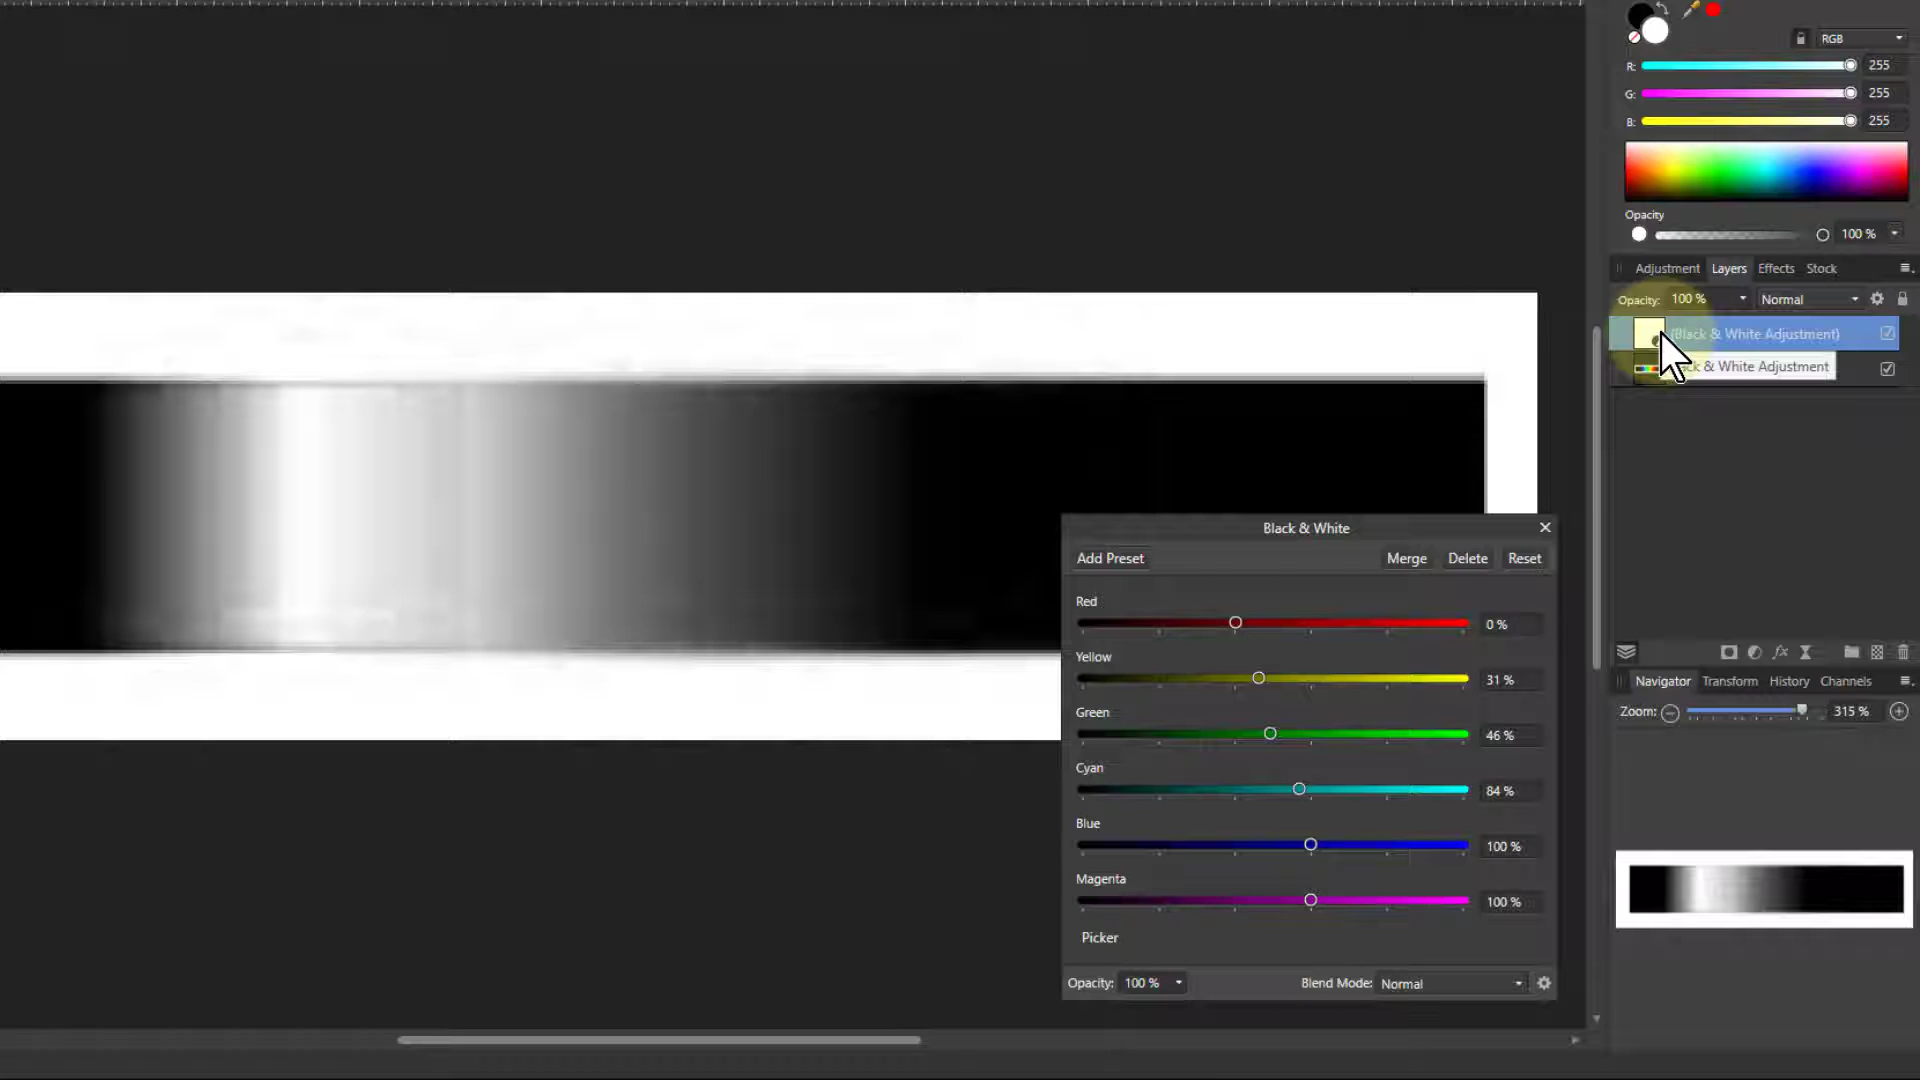 RGB
R: 255
G: 255
B: 255
Opacity
100 %
Adjustment Layers Effects Stock
Opacity: 100 % Normal
(Black & White Adjustment)
& White Adjustment
Black & White
Add Preset Merge Delete Reset
Red
0 %
Yellow
31 %
Green
46 %
Cyan
84 %
Blue
100 %
Magenta
100 %
Picker
Opacity: 100 % Blend Mode: Normal
fx
Navigator Transform History Channels
Zoom: 315 %